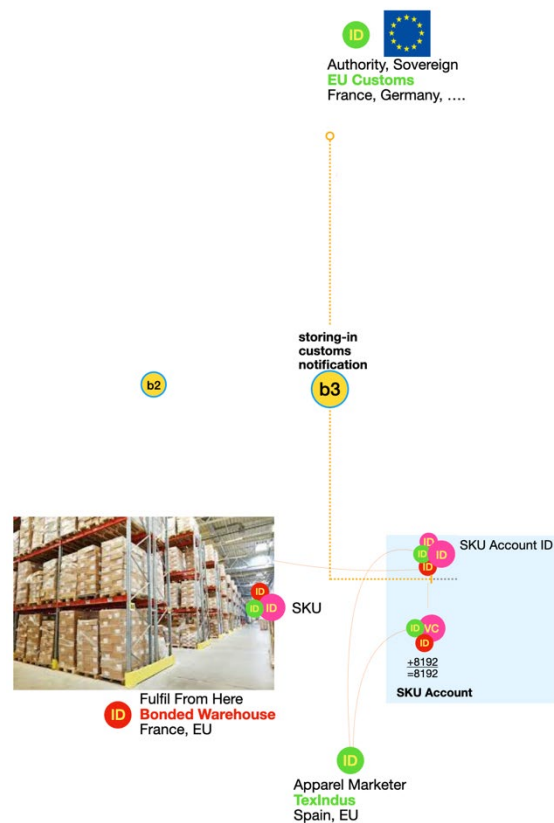 ID
Authority, Sovereign
EU Customs
France, Germany, ....
storing-in
customs
notification
b2
b3
ID
ID
ID
ID
SKU Account ID
ID
ID
ID
SKU
ID
VC
ID
+8192
=8192
SKU Account
ID
Fulfil From Here
Bonded Warehouse
France, EU
ID
Apparel Marketer
TexIndus
Spain, EU